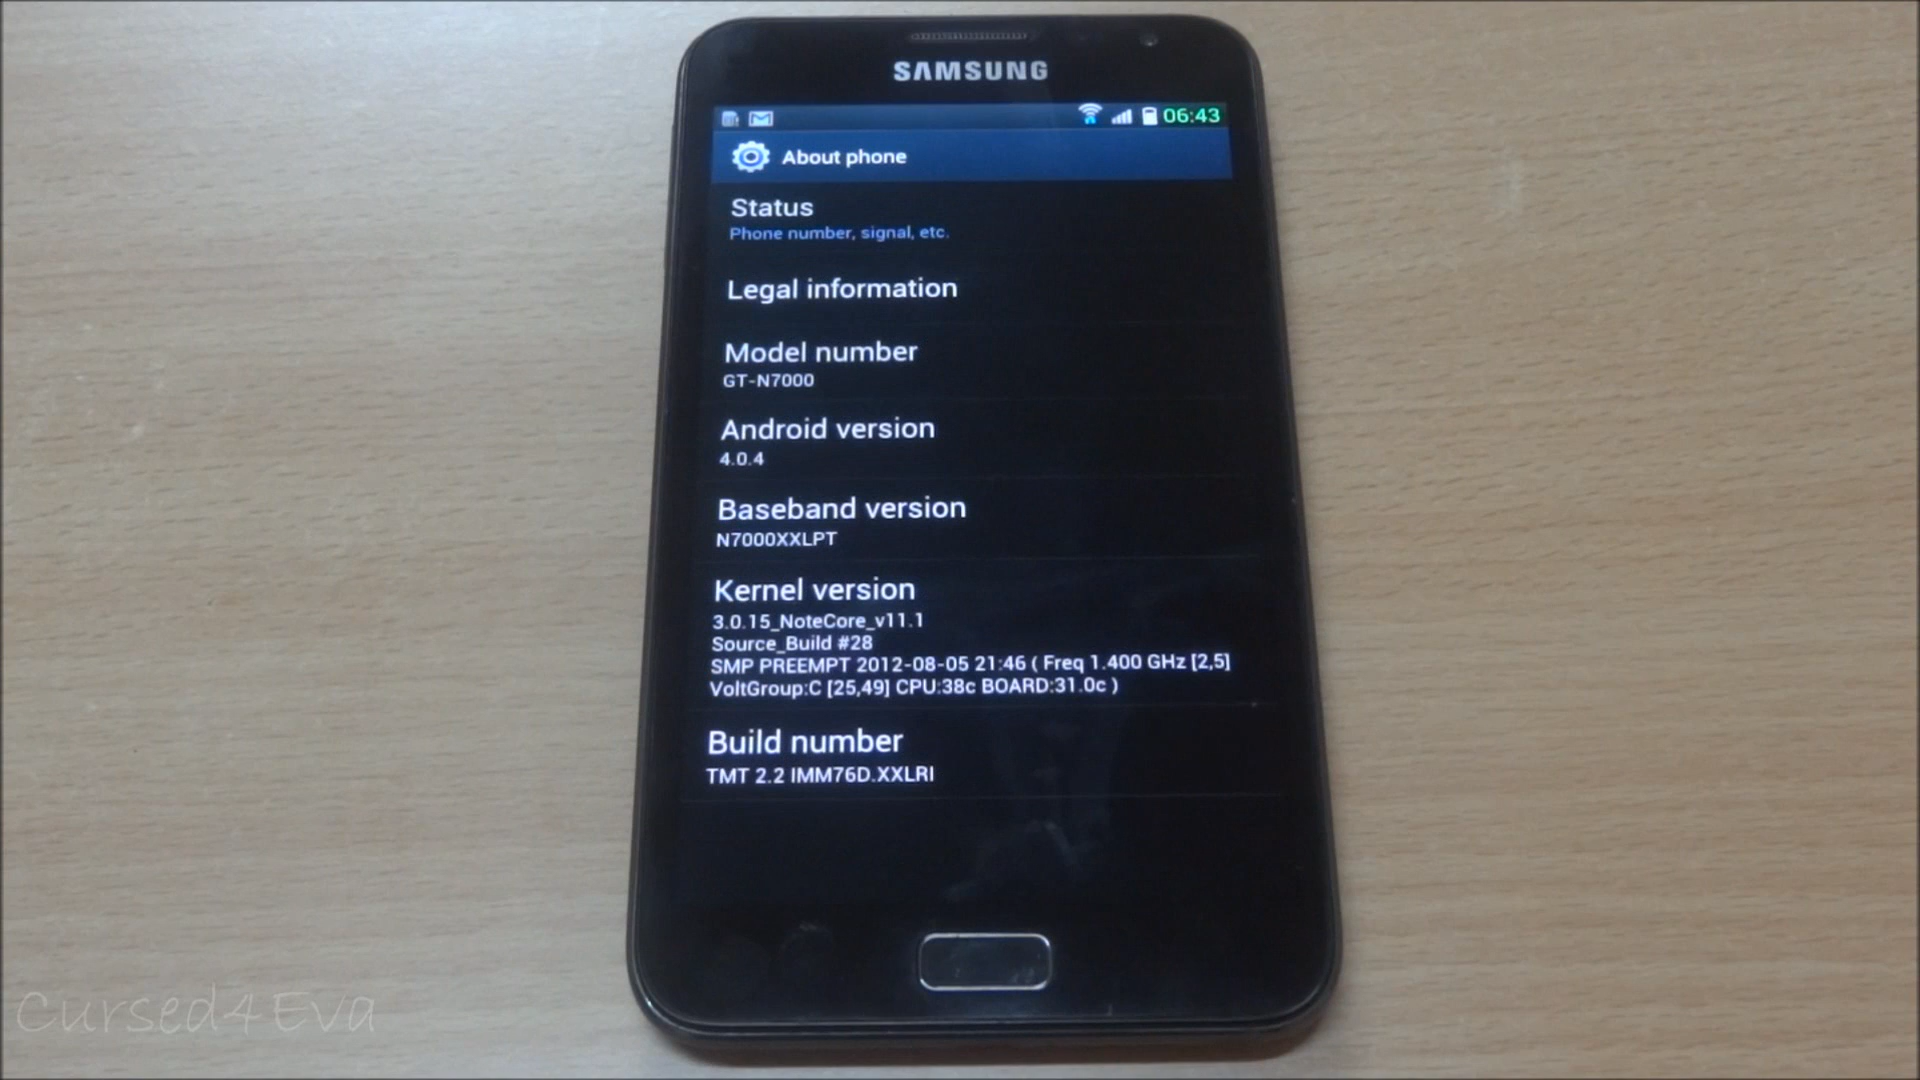 SAMSUNG
06:43
About phone
Status
Phone number, signal, etc.
Legal information
Model number
GT-N7000
Android version
4.0.4
Baseband version
N7000XXLPT
Kernel version
3.0.15_NoteCore_v11.1
Source_Build #28
SMP PREEMPT 2012-08-05 21:46 ( Freq 1.400 GHz [2,5]
VoltGroup:C [25,49] CPU:38c BOARD:31.0c )
Build number
TMT 2.2 IMM76D.XXLRI
Cursed4Eva